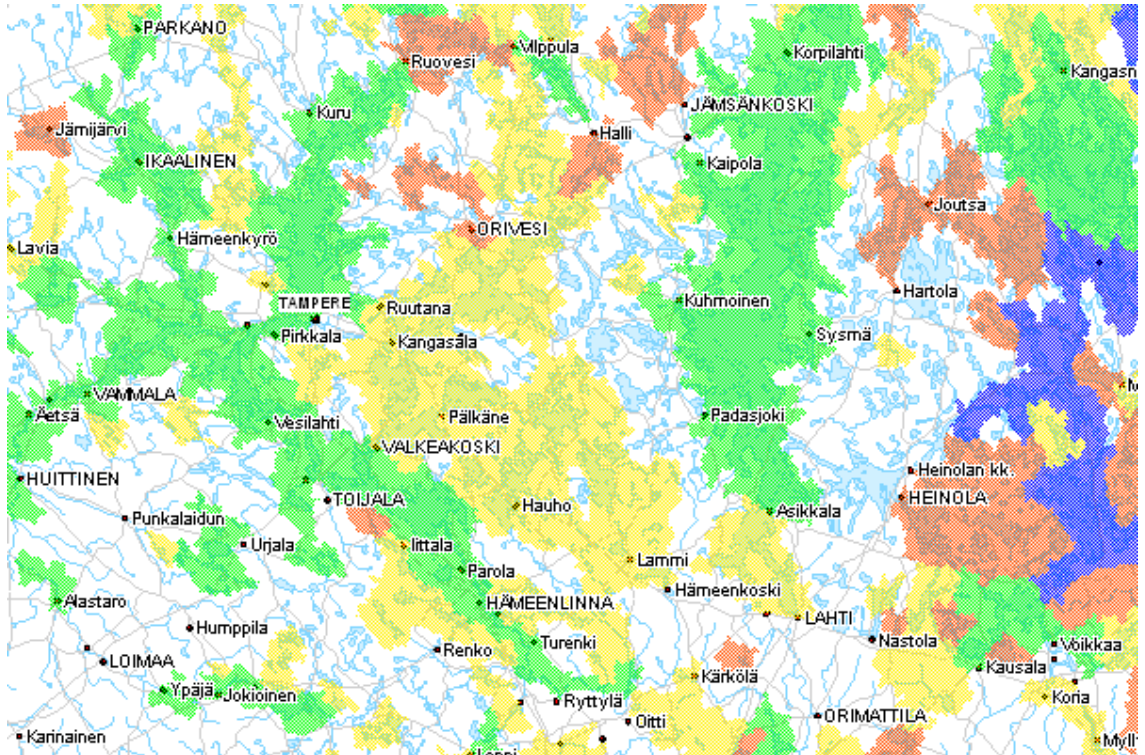 PARKANO
Vilppula
Korpilahti
Ruovesi
Kangasn
Kuru
JÄMSÄNKOSKI
Jämijärvi
Halli
IKAALINEN
Kaipola
Joutsa
Hämeenkyrö
ORIVESI
Lavia
Hartola
TAMPERE
Kuhmoinen
Ruutana
Pirkkala
Kangasala
Sysmä
VAMMALA
M
Äetsä
Pälkäne
Padasjoki
Vesilahti
VALKEAKOSKI
HUITTINEN
Heinolan kk.
TOIJALA
HEINOLA
Hauho
Asikkala
Punkalaidun
Urjala
Iittala
Lammi
Parola
Hämeenkoski
Alastaro
HÄMEENLINNA
LAHTI
Humppila
Turenki
Nastola
Renko
Voikkaa
LOIMAA
Kausala
Kärkölä
Ypäjä
Jokioinen
Koria
Ryttylä
Oitti
ORIMATTILA
Karinainen
Myll